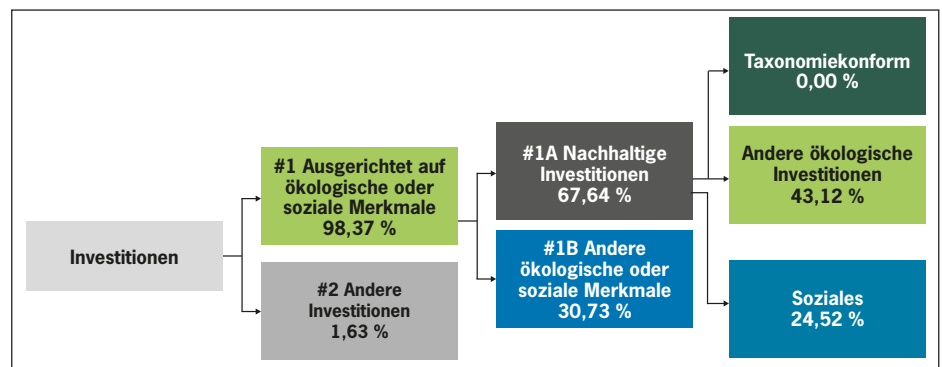 Investitionen
#1 Ausgerichtet auf
ökologische oder
soziale Merkmale
98,37 %
#2 Andere
Investitionen
1,63 %
#1A Nachhaltige
Investitionen
67,64 %
#1B Andere
ökologische oder
soziale Merkmale
30,73 %
Taxonomiekonform
0,00 %
Andere ökologische
Investitionen
43,12 %
Soziales
24,52 %